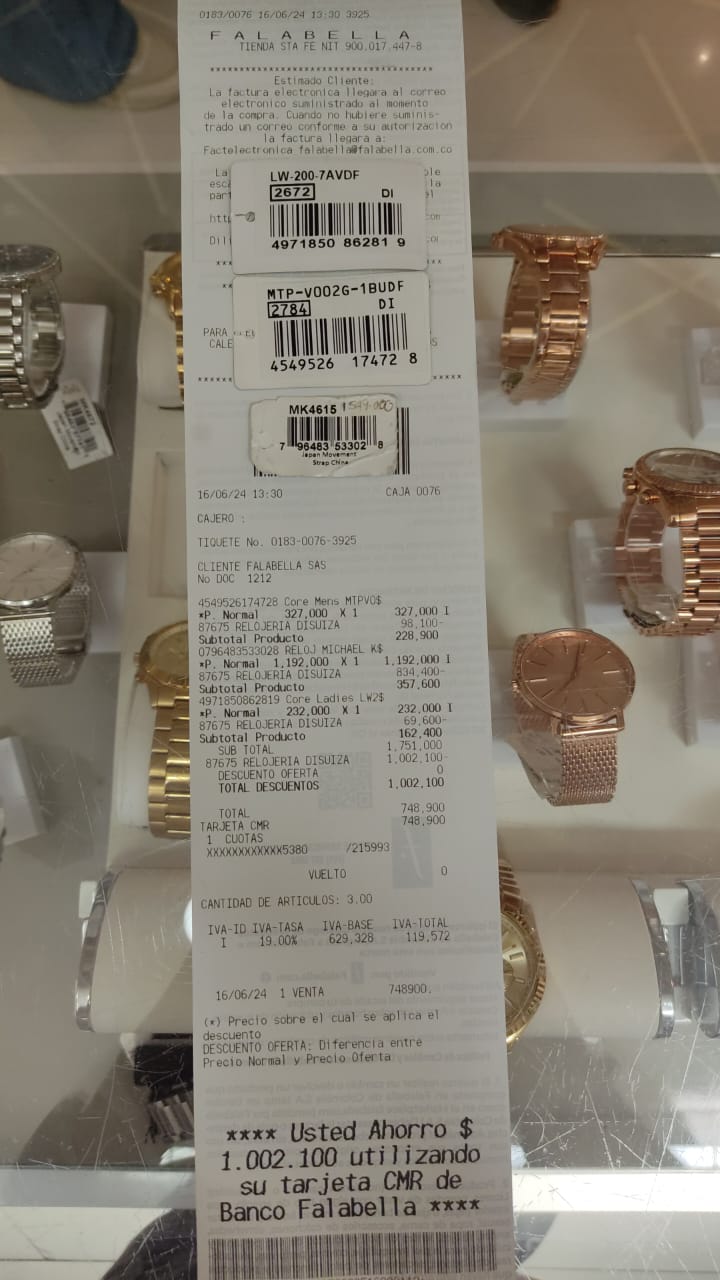 0183/0076 16/06/24 13:30 3925
FALABELLA
TIENDA STA FE NIT 900.017.447-8
****************************************
Estimado Cliente:
La factura electronica llegara al correo
electronico suministrado al momento
de la compra. Cuando no hubiere suminis-
trado un correo conforme a su autorizacion
la factura llegara a:
Factelectronica falabella@falabella.com.co
La
LW-200-7AVDF
2672 DI
4971850 86281 9
MTP-V002G-1BUDF
2784 DI
4549526 17472 8
PARA
CALE
MK4615 1549.000
7 96483 53302 8
Japan Movement
Strap China
16/06/24 13:30 CAJA 0076
CAJERO :
TIQUETE No. 0183-0076-3925
CLIENTE FALABELLA SAS
No DOC 1212
4549526174728 Core Mens MTPV0$
*P. Normal 327,000 X 1 327,000 I
87675 RELOJERIA DISUIZA 98,100-
Subtotal Producto 228,900
0796483533028 RELOJ MICHAEL K$
*P. Normal 1,192,000 X 1 1,192,000 I
87675 RELOJERIA DISUIZA 834,400-
Subtotal Producto 357,600
4971850862819 Core Ladies LW2$
*P. Normal 232,000 X 1 232,000 I
87675 RELOJERIA DISUIZA 69,600-
Subtotal Producto 162,400
SUB TOTAL 1,751,000
87675 RELOJERIA DISUIZA 1,002,100-
DESCUENTO OFERTA 0
TOTAL DESCUENTOS 1,002,100
TOTAL 748,900
TARJETA CMR 748,900
1 CUOTAS
XXXXXXXXXXXX5380 /215993
VUELTO 0
CANTIDAD DE ARTICULOS: 3.00
IVA-ID IVA-TASA IVA-BASE IVA-TOTAL
I 19.00% 629,328 119,572
16/06/24 1 VENTA 748900.
(*) Precio sobre el cual se aplica el
descuento
DESCUENTO OFERTA: Diferencia entre
Precio Normal y Precio Oferta
**** Usted Ahorro $
1.002.100 utilizando
su tarjeta CMR de
Banco Falabella ****